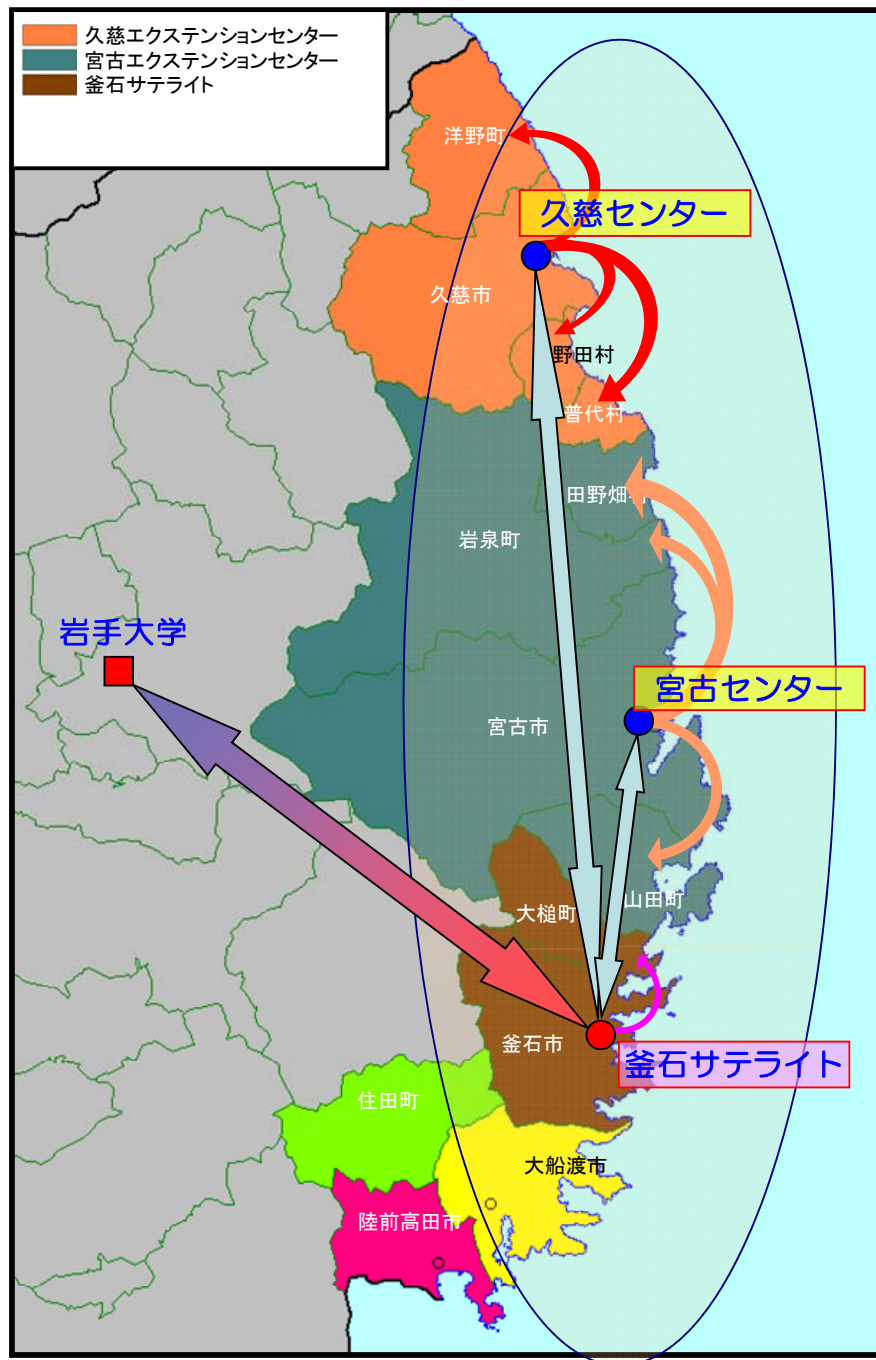 久慈エクステンションセンター
宮古エクステンションセンター
釜石サテライト
洋野町
久慈センター
久慈市
野田村
普代村
田野畑
岩泉町
岩手大学
宮古センター
宮古市
山田町
大槌町
釜石市
釜石サテライト
住田町
大船渡市
陸前高田市